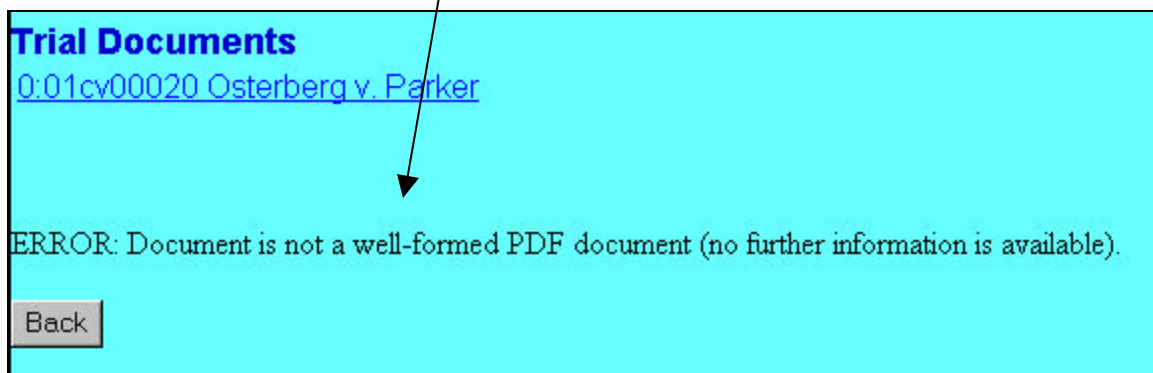 Trial Documents
0:01cv00020 Osterberg v. Parker
ERROR: Document is not a well-formed PDF document (no further information is available).
Back